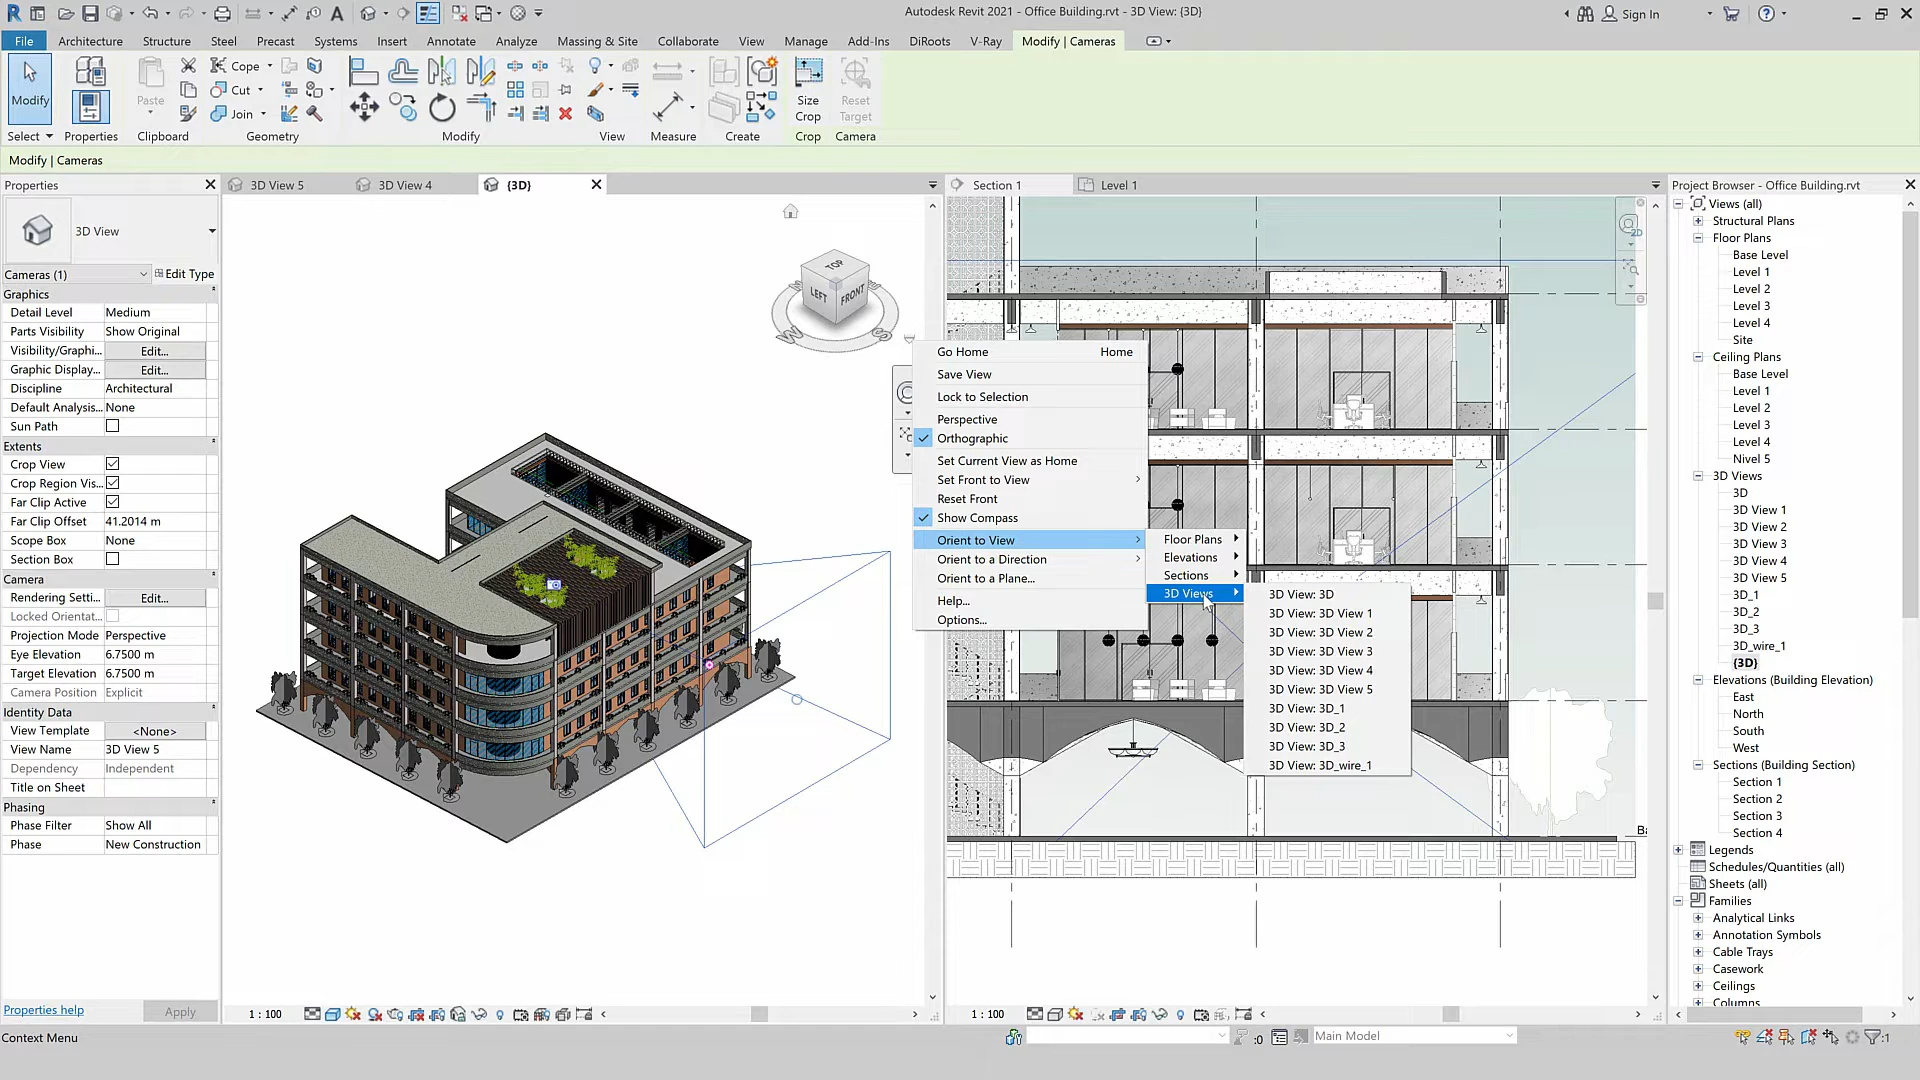 Autodesk Revit 2021 - Office Building.rvt - 3D View: {3D}
Sign In
File
Architecture
Structure
Steel
Precast
Systems
Insert
Annotate
Analyze
Massing & Site
Collaborate
View
Manage
Add-Ins
DiRoots
V-Ray
Modify | Cameras
Modify
Paste
Cope
Cut
Join
Size
Crop
Reset
Target
Select
Properties
Clipboard
Geometry
Modify
View
Measure
Create
Crop
Camera
Modify | Cameras
Properties
3D View
Cameras (1)
Edit Type
Graphics
Detail Level
Medium
Parts Visibility
Show Original
Visibility/Graphi...
Edit...
Graphic Display...
Edit...
Discipline
Architectural
Default Analysis...
None
Sun Path
Extents
Crop View
Crop Region Vis...
Far Clip Active
Far Clip Offset
41.2014 m
Scope Box
None
Section Box
Camera
Rendering Setti...
Edit...
Locked Orientat...
Projection Mode
Perspective
Eye Elevation
6.7500 m
Target Elevation
6.7500 m
Camera Position
Explicit
Identity Data
View Template
<None>
View Name
3D View 5
Dependency
Independent
Title on Sheet
Phasing
Phase Filter
Show All
Phase
New Construction
Properties help
Apply
Context Menu
3D View 5
3D View 4
{3D}
TOP
LEFT
FRONT
W
S
1 : 100
Go Home
Home
Save View
Lock to Selection
Perspective
Orthographic
Set Current View as Home
Set Front to View
Reset Front
Show Compass
Orient to View
Orient to a Direction
Orient to a Plane...
Help...
Options...
Floor Plans
Elevations
Sections
3D Views
3D View: 3D
3D View: 3D View 1
3D View: 3D View 2
3D View: 3D View 3
3D View: 3D View 4
3D View: 3D View 5
3D View: 3D_1
3D View: 3D_2
3D View: 3D_3
3D View: 3D_wire_1
Section 1
Level 1
2D
Ba
1 : 100
:0
Main Model
:1
Project Browser - Office Building.rvt
Views (all)
Structural Plans
Floor Plans
Base Level
Level 1
Level 2
Level 3
Level 4
Site
Ceiling Plans
Base Level
Level 1
Level 2
Level 3
Level 4
Nivel 5
3D Views
3D
3D View 1
3D View 2
3D View 3
3D View 4
3D View 5
3D_1
3D_2
3D_3
3D_wire_1
{3D}
Elevations (Building Elevation)
East
North
South
West
Sections (Building Section)
Section 1
Section 2
Section 3
Section 4
Legends
Schedules/Quantities (all)
Sheets (all)
Families
Analytical Links
Annotation Symbols
Cable Trays
Casework
Ceilings
Columns